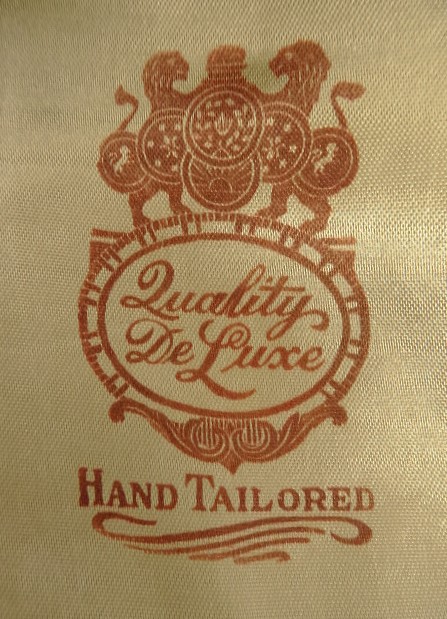 Quality
De Luxe
HAND TAILORED